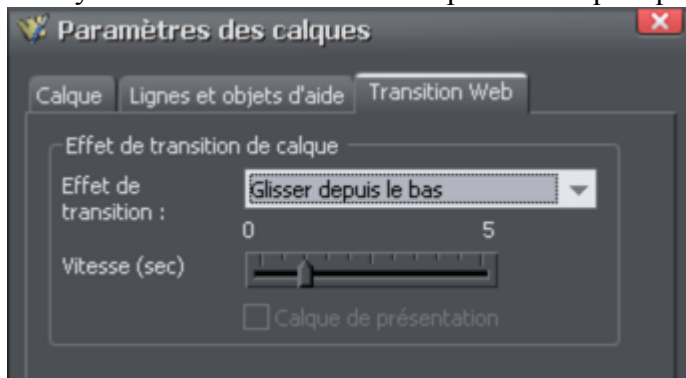 Paramètres des calques
Calque Lignes et objets d'aide Transition Web
Effet de transition de calque
Effet de Glisser depuis le bas
transition :
0 5
Vitesse (sec)
Calque de présentation